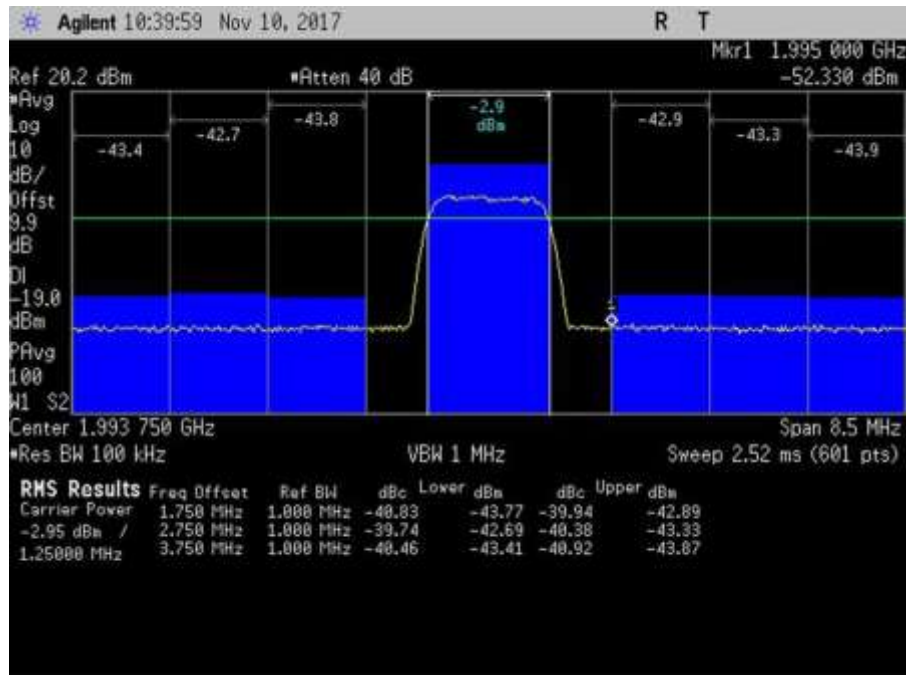 Agilent 10:39:59 Nov 10, 2017 R T
Mkr1 1.995 000 GHz
Ref 20.2 dBm #Atten 40 dB -52.330 dBm
#Avg
Log
10
dB/
Offst
9.9
dB
DI
-19.0
dBm
PAvg
100
W1 S2
-43.4 -42.7 -43.8 -2.9 dBm -42.9 -43.3 -43.9
1
Center 1.993 750 GHz Span 8.5 MHz
#Res BW 100 kHz VBW 1 MHz Sweep 2.52 ms (601 pts)
RMS Results Freq Offset Ref BW dBc Lower dBm dBc Upper dBm
Carrier Power 1.750 MHz 1.000 MHz -40.83 -43.77 -39.94 -42.89
-2.95 dBm / 2.750 MHz 1.000 MHz -39.74 -42.69 -40.38 -43.33
1.25000 MHz 3.750 MHz 1.000 MHz -40.46 -43.41 -40.92 -43.87